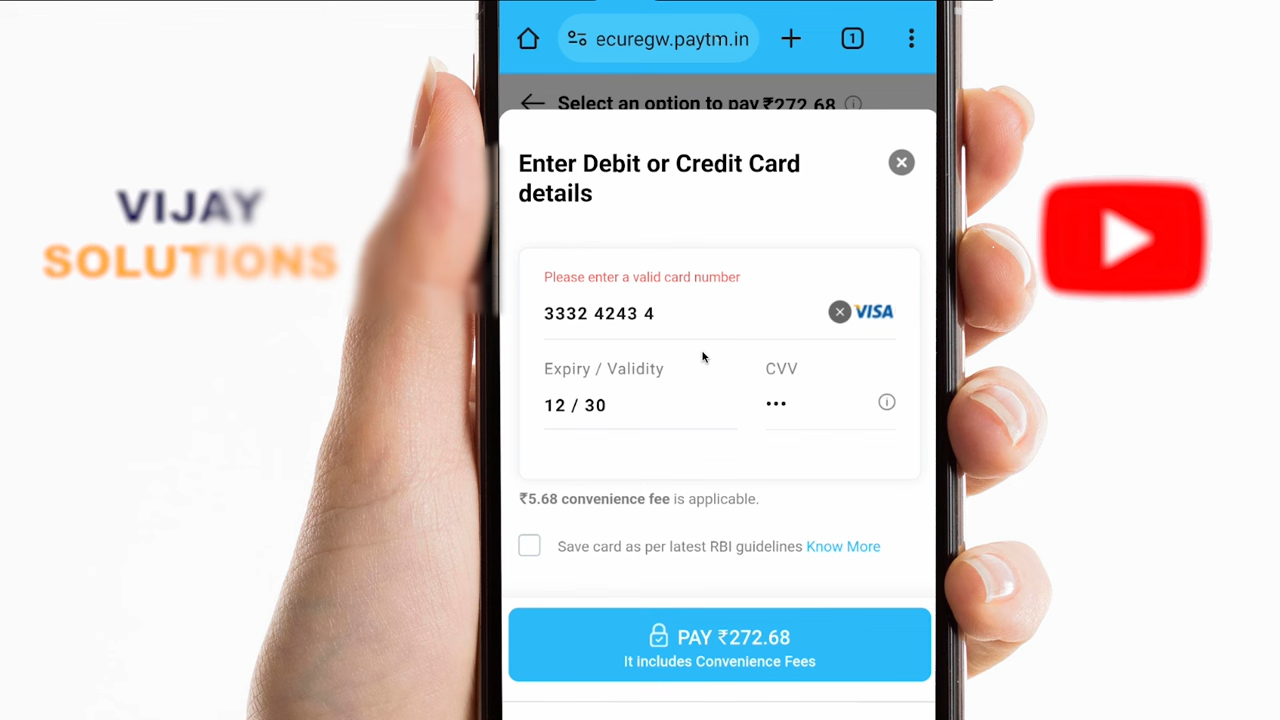 ecuregw.paytm.in
1
Select an option to pay ₹272.68
Enter Debit or Credit Card
details
VIJAY
SOLUTIONS
Please enter a valid card number
3332 4243 4
VISA
Expiry / Validity
CVV
12 / 30
₹5.68 convenience fee is applicable.
Save card as per latest RBI guidelines Know More
PAY ₹272.68
It includes Convenience Fees